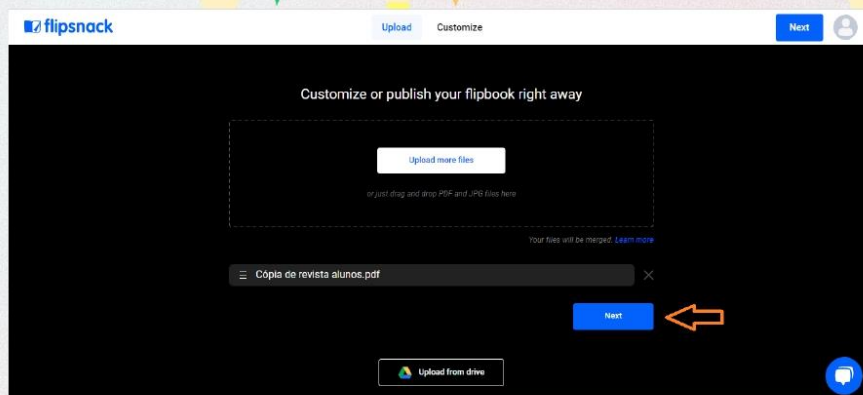 flipsnack
Upload
Customize
Next
Customize or publish your flipbook right away
Upload more files
or just drag and drop PDF and JPG files here
Your files will be merged. Learn more
Cópia de revista alunos.pdf
Next
Upload from drive